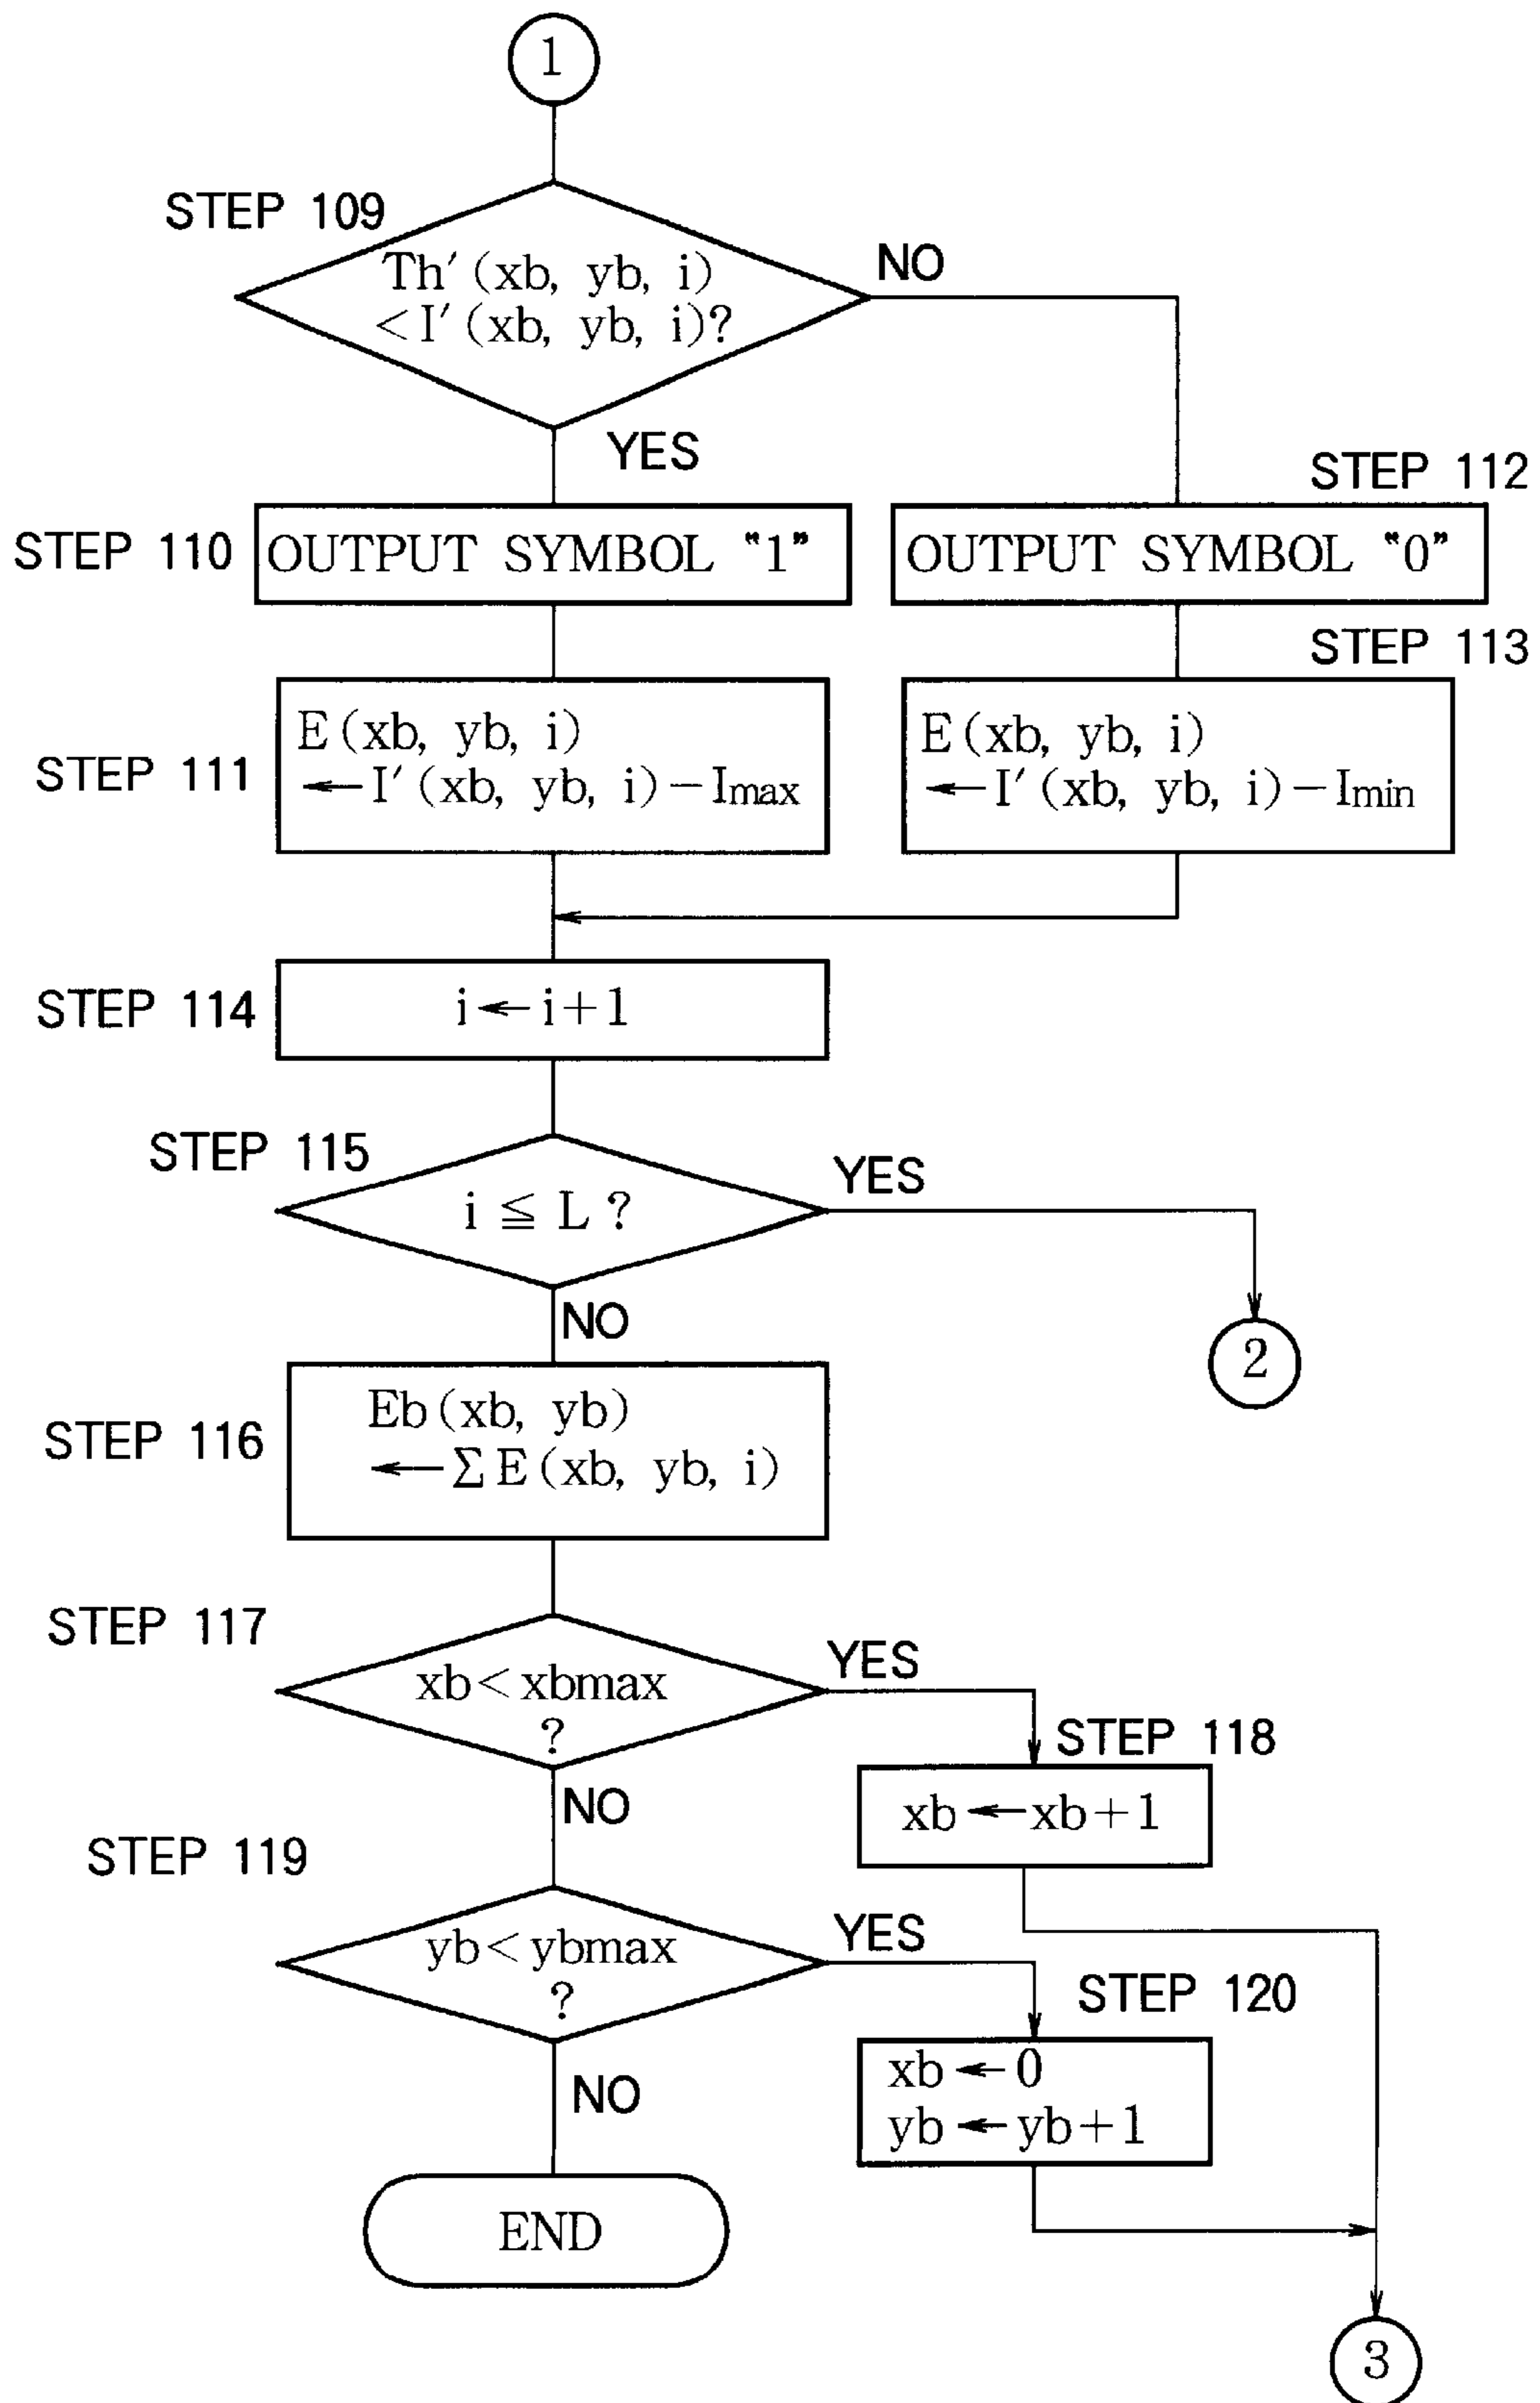 1
STEP 109
Th′(xb, yb, i)
<I′(xb, yb, i)?
NO
YES
STEP 112
STEP 110
OUTPUT SYMBOL "1"
OUTPUT SYMBOL "0"
STEP 113
STEP 111
E(xb, yb, i)
←I′(xb, yb, i)−Imax
E(xb, yb, i)
←I′(xb, yb, i)−Imin
STEP 114
i←i+1
STEP 115
i ≦ L ?
YES
NO
2
STEP 116
Eb(xb, yb)
←Σ E(xb, yb, i)
STEP 117
xb<xbmax
?
YES
STEP 118
NO
xb←xb+1
STEP 119
yb<ybmax
?
YES
STEP 120
NO
xb←0
yb←yb+1
END
3